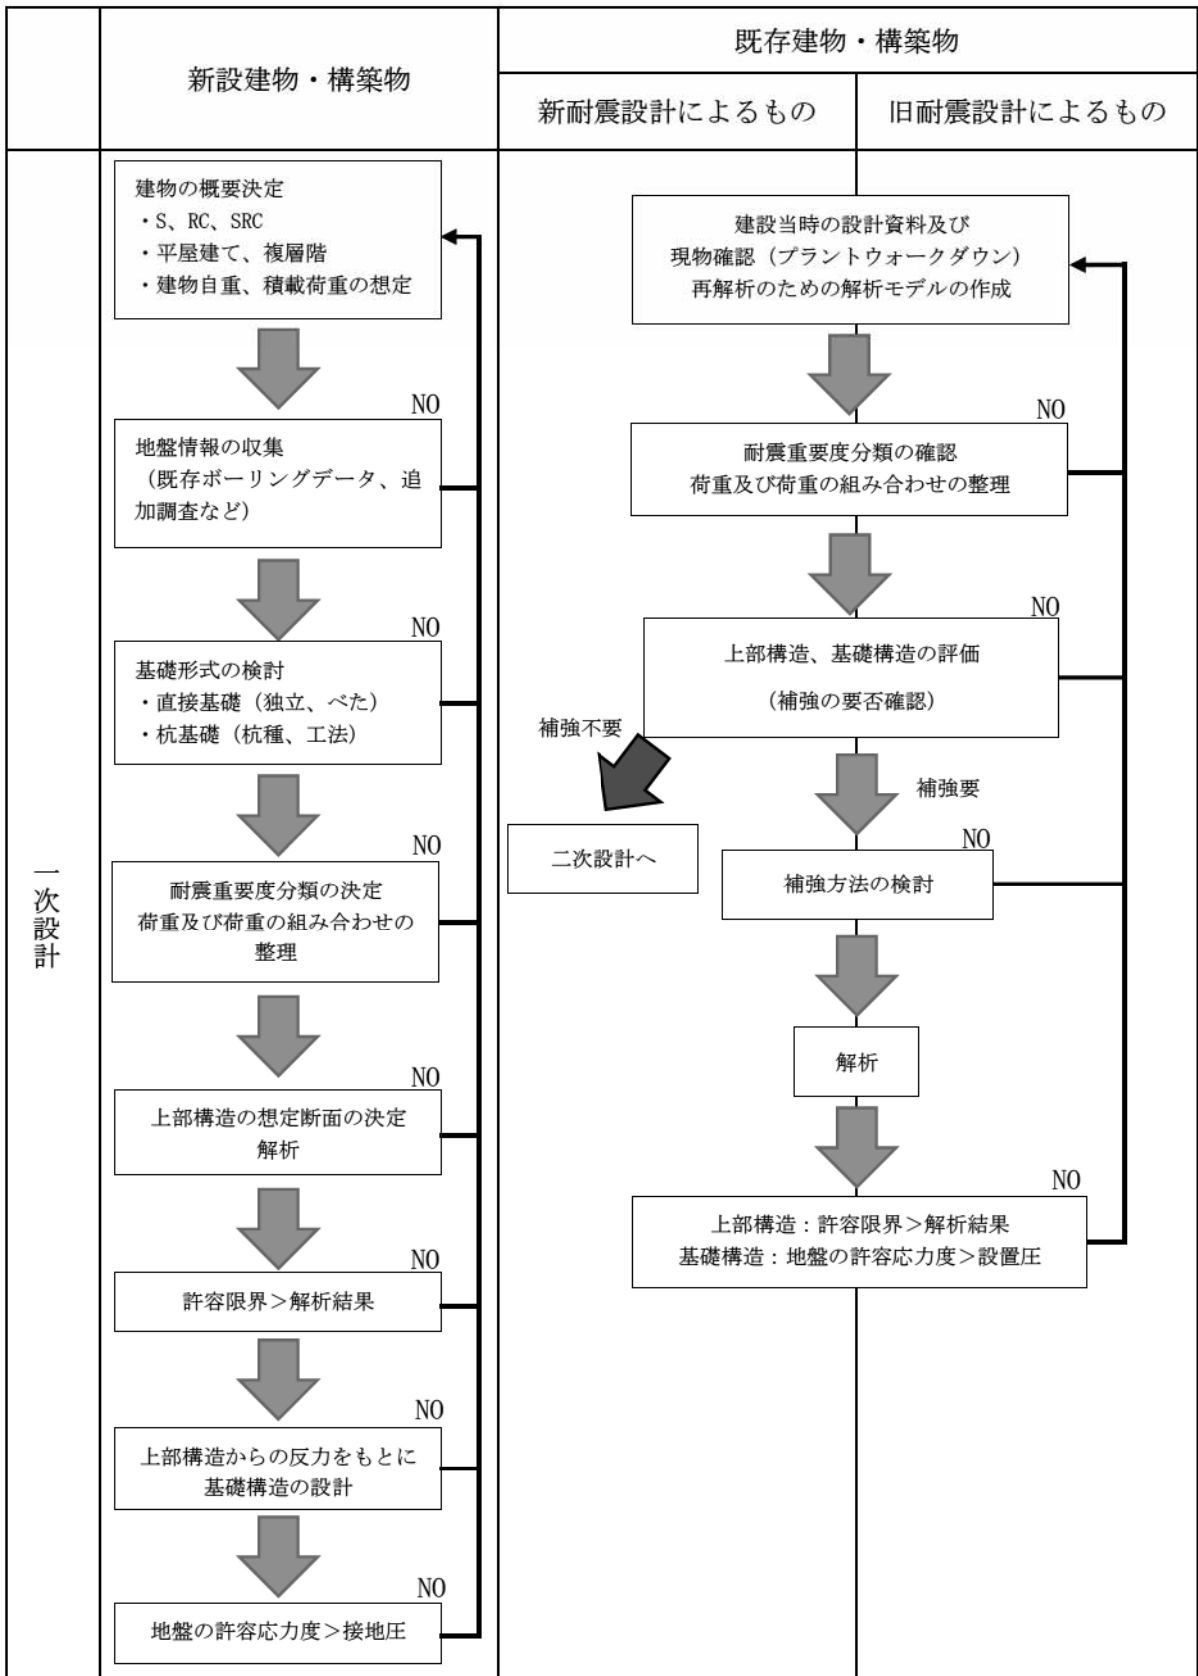 新設建物・構築物
既存建物・構築物
新耐震設計によるもの
旧耐震設計によるもの
一次設計
建物の概要決定
・S、RC、SRC
・平屋建て、複層階
・建物自重、積載荷重の想定
NO
地盤情報の収集
（既存ボーリングデータ、追
加調査など）
NO
基礎形式の検討
・直接基礎（独立、べた）
・杭基礎（杭種、工法）
NO
耐震重要度分類の決定
荷重及び荷重の組み合わせの
整理
NO
上部構造の想定断面の決定
解析
NO
許容限界＞解析結果
NO
上部構造からの反力をもとに
基礎構造の設計
NO
地盤の許容応力度＞接地圧
建設当時の設計資料及び
現物確認（プラントウォークダウン）
再解析のための解析モデルの作成
NO
耐震重要度分類の確認
荷重及び荷重の組み合わせの整理
NO
上部構造、基礎構造の評価
（補強の要否確認）
補強不要
二次設計へ
補強要
NO
補強方法の検討
解析
NO
上部構造：許容限界＞解析結果
基礎構造：地盤の許容応力度＞設置圧